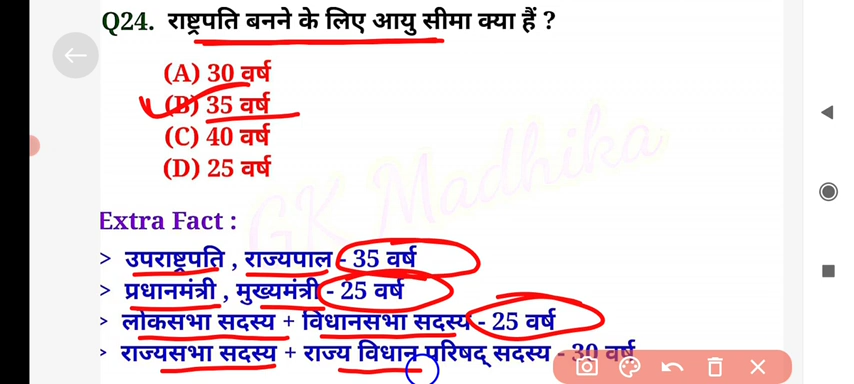 Q24. राष्ट्रपति बनने के लिए आयु सीमा क्या हैं ?
(A) 30 वर्ष
(B) 35 वर्ष
(C) 40 वर्ष
(D) 25 वर्ष
GK Madhika
Extra Fact :
> उपराष्ट्रपति , राज्यपाल - 35 वर्ष
> प्रधानमंत्री , मुख्यमंत्री - 25 वर्ष
> लोकसभा सदस्य + विधानसभा सदस्य - 25 वर्ष
> राज्यसभा सदस्य + राज्य विधान परिषद् सदस्य - 30 वर्ष